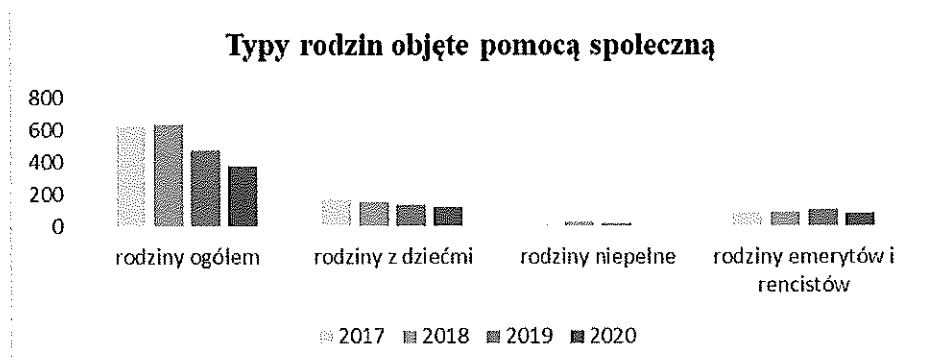 Typy rodzin objęte pomocą społeczną
800
600
400
200
0
rodziny ogółem
rodziny z dziećmi
rodziny niepełne
rodziny emerytów i
rencistów
2017 2018 2019 2020